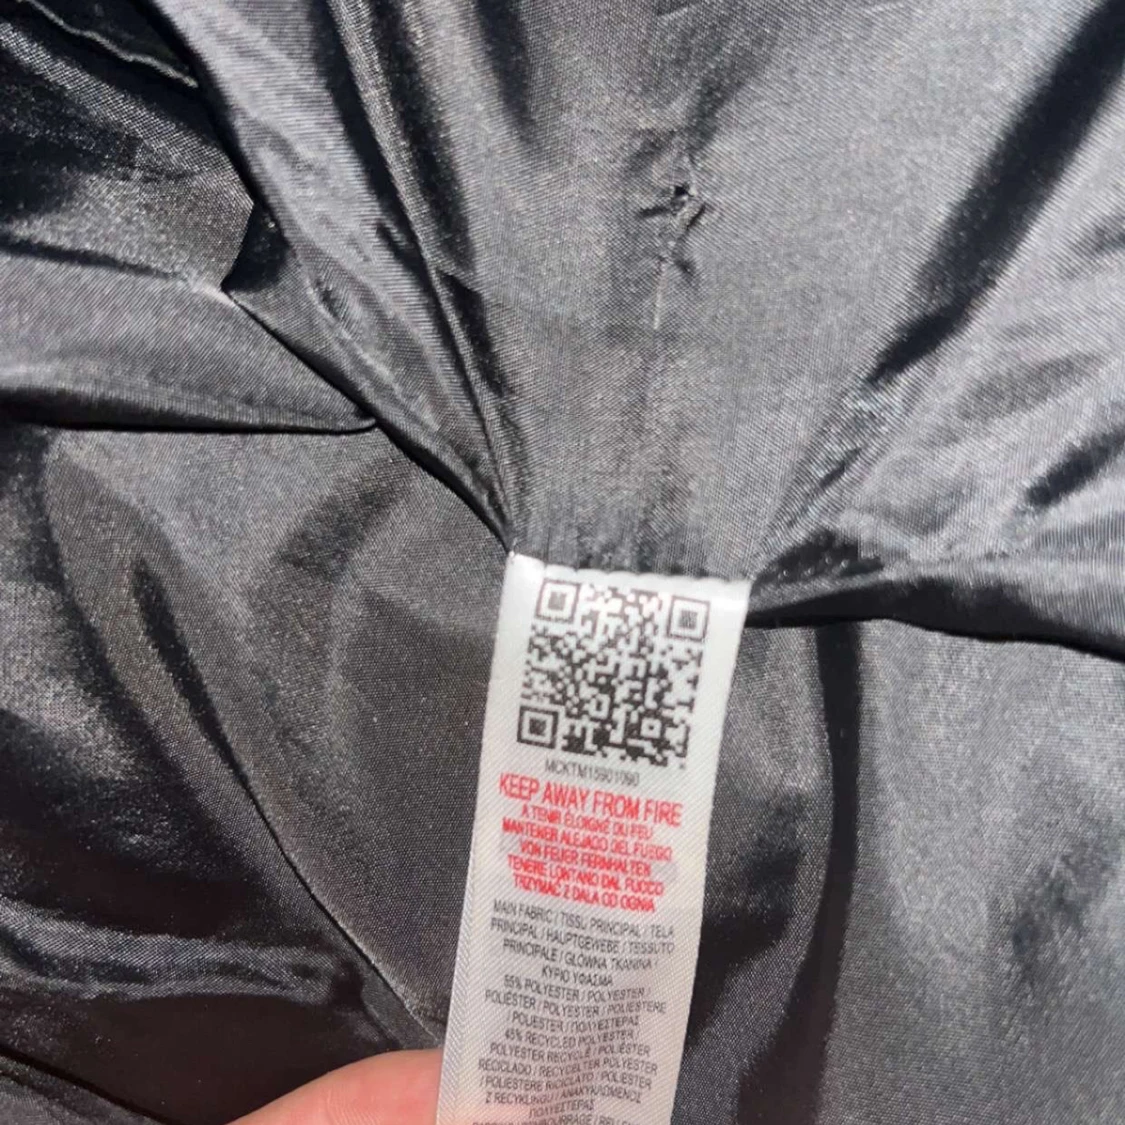 MCKTM15901090
KEEP AWAY FROM FIRE
À TENIR ÉLOIGNÉ DU FEU
MANTENER ALEJADO DEL FUEGO
VON FEUER FERNHALTEN
TENERE LONTANO DAL FUOCO
TRZYMAĆ Z DALA OD OGNIA
MAIN FABRIC / TISSU PRINCIPAL / TELA
PRINCIPAL / HAUPTGEWEBE / TESSUTO
PRINCIPALE / GŁÓWNA TKANINA /
ΚΥΡΙΟ ΥΦΑΣΜΑ
55% POLYESTER / POLYESTER /
POLIÉSTER / POLYESTER / POLIESTERE
/ POLIESTER / ΠΟΛΥΕΣΤΕΡΑΣ
45% RECYCLED POLYESTER /
POLYESTER RECYCLÉ / POLIÉSTER
RECICLADO / RECYCELTER POLYESTER
/ POLIESTERE RICICLATO / POLIESTER
Z RECYKLINGU / ΑΝΑΚΥΚΛΩΜΕΝΟΣ
ΠΟΛΥΕΣΤΕΡΑΣ